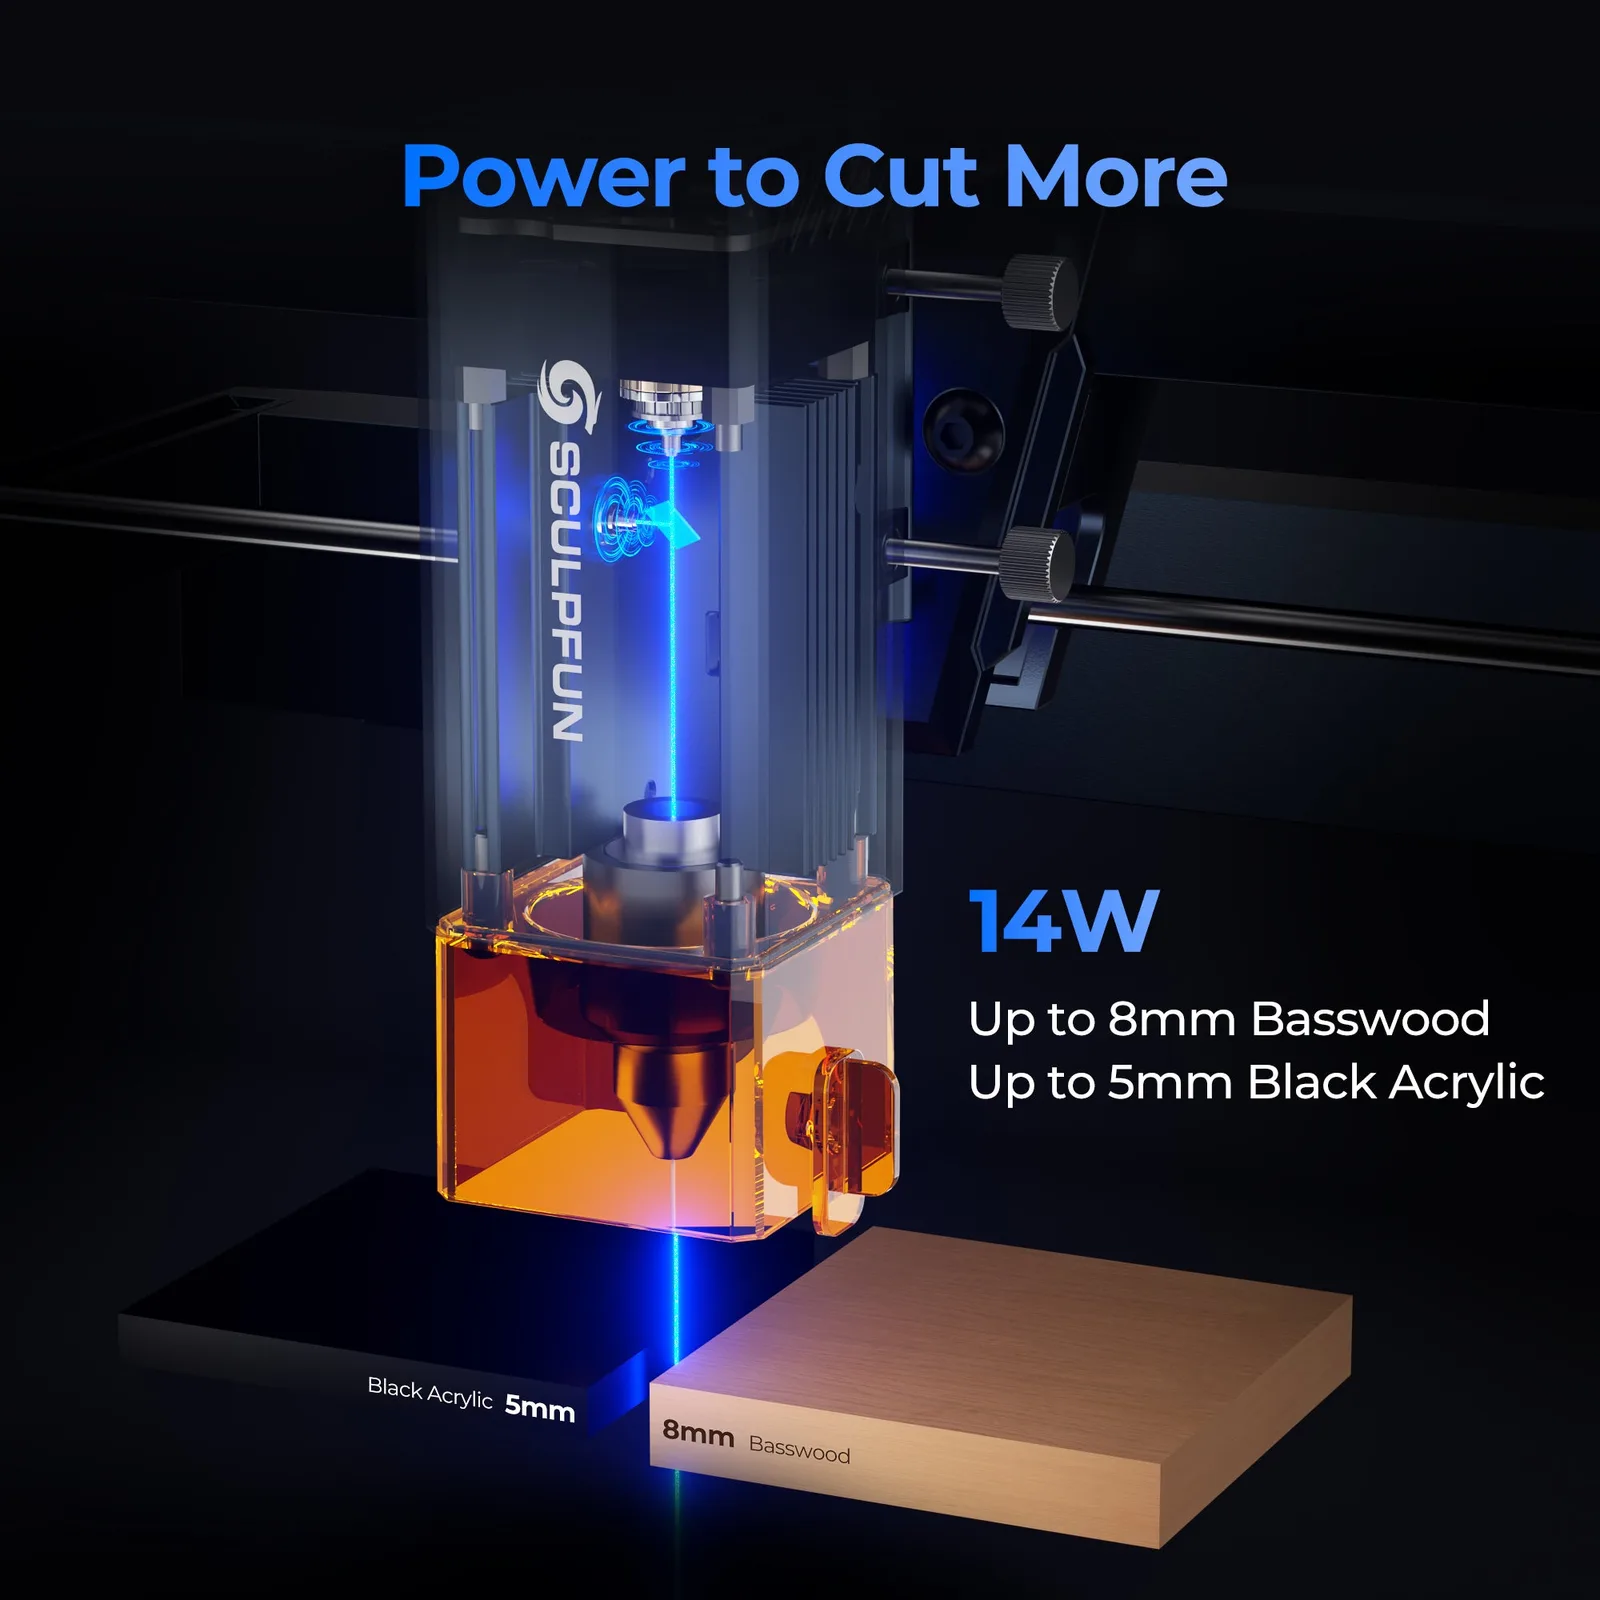 Power to Cut More
SCULPFUN
14W
Up to 8mm Basswood
Up to 5mm Black Acrylic
Black Acrylic 5mm
8mm Basswood